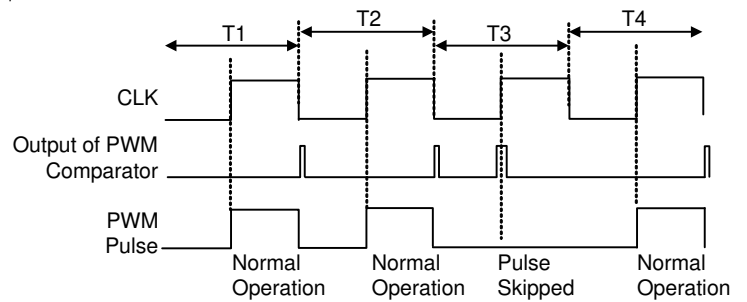 T1
T2
T3
T4
CLK
Output of PWM
Comparator
PWM
Pulse
Normal
Operation
Normal
Operation
Pulse
Skipped
Normal
Operation